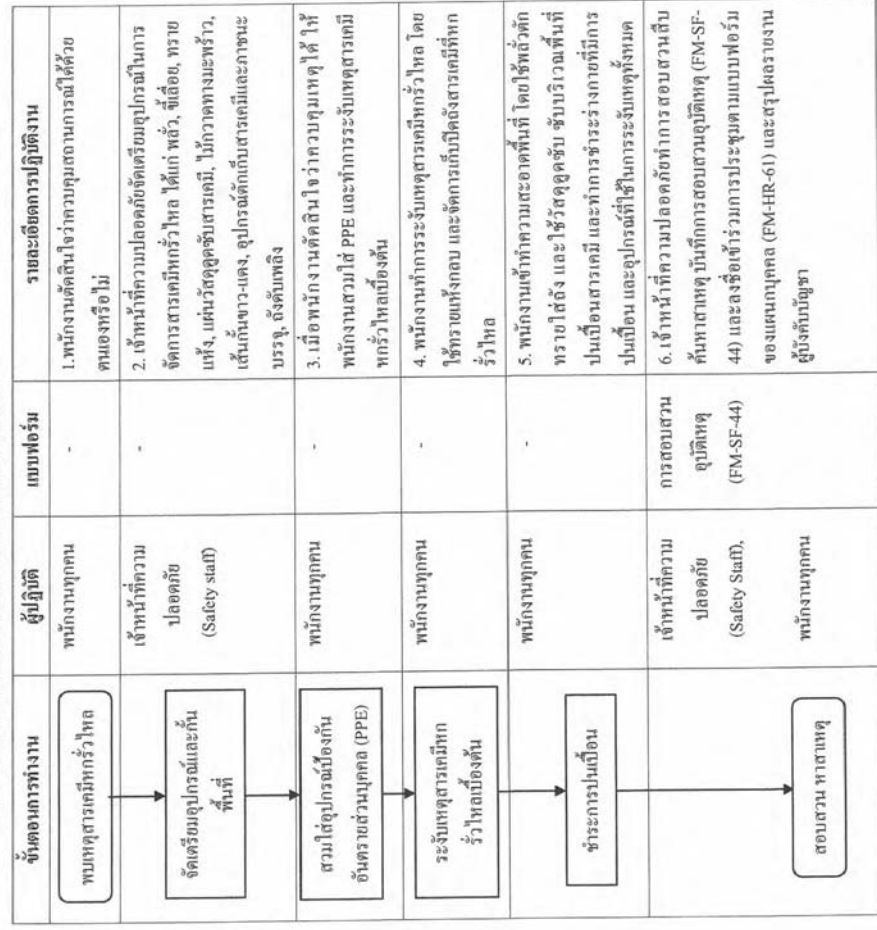 ขั้นตอนการทำงาน
ผู้ปฏิบัติ
แบบฟอร์ม
รายละเอียดการปฏิบัติงาน
พบเหตุสารเคมีหกรั่วไหล
พนักงานทุกคน
-
1.พนักงานตัดสินใจว่าควบคุมสถานการณ์ได้ด้วย
ตนเองหรือไม่
จัดเตรียมอุปกรณ์และกั้น
พื้นที่
เจ้าหน้าที่ความ
ปลอดภัย
(Safety staff)
-
2. เจ้าหน้าที่ความปลอดภัยจัดเตรียมอุปกรณ์ในการ
จัดการสารเคมีหกรั่วไหล ได้แก่ พลั่ว, ขี้เลื่อย, ทราย
แห้ง, แผ่นวัสดุดูดซับสารเคมี, ไม้กวาดทางมะพร้าว,
เส้นกั้นขาว-แดง, อุปกรณ์ตักเก็บสารเคมีและภาชนะ
บรรจุ, ถังดับเพลิง
สวมใส่อุปกรณ์ป้องกัน
อันตรายส่วนบุคคล (PPE)
พนักงานทุกคน
-
3. เมื่อพนักงานตัดสินใจว่าควบคุมเหตุได้ ให้
พนักงานสวมใส่ PPE และทำการระงับเหตุสารเคมี
หกรั่วไหลเบื้องต้น
ระงับเหตุสารเคมีหก
รั่วไหลเบื้องต้น
พนักงานทุกคน
-
4. พนักงานทำการระงับเหตุสารเคมีหกรั่วไหล โดย
ใช้ทรายแห้งกลบ และจัดการเก็บปิดถังสารเคมีที่หก
รั่วไหล
ชำระการปนเปื้อน
พนักงานทุกคน
-
5. พนักงานเข้าทำความสะอาดพื้นที่ โดยใช้พลั่วตัก
ทรายใส่ถัง และใช้วัสดุดูดซับ ซับบริเวณพื้นที่
ปนเปื้อนสารเคมี และทำการชำระร่างกายที่มีการ
ปนเปื้อน และอุปกรณ์ที่ใช้ในการระงับเหตุทั้งหมด
สอบสวน หาสาเหตุ
เจ้าหน้าที่ความ
ปลอดภัย
(Safety Staff),
พนักงานทุกคน
การสอบสวน
อุบัติเหตุ
(FM-SF-44)
6. เจ้าหน้าที่ความปลอดภัยทำการสอบสวนสืบ
ค้นหาสาเหตุ บันทึกการสอบสวนอุบัติเหตุ (FM-SF-
44) และลงชื่อเข้าร่วมการประชุมตามแบบฟอร์ม
ของแผนกบุคคล (FM-HR-61) และสรุปผลรายงาน
ผู้บังคับบัญชา